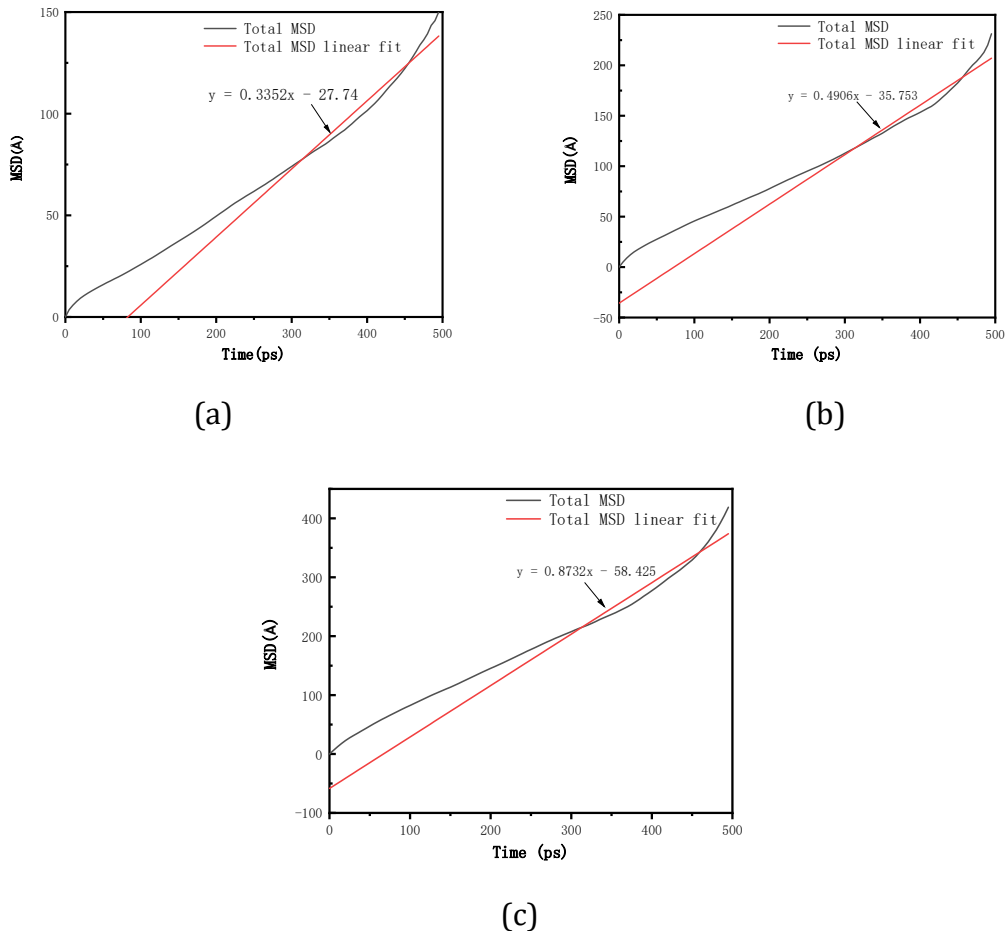 Total MSD
Total MSD linear fit
y = 0.3352x - 27.74
MSD(A)
150
100
50
0
0
100
200
300
400
500
Time(ps)
(a)
Total MSD
Total MSD linear fit
y = 0.4906x - 35.753
MSD(A)
250
200
150
100
50
0
-50
0
100
200
300
400
500
Time (ps)
(b)
Total MSD
Total MSD linear fit
y = 0.8732x - 58.425
MSD(A)
400
300
200
100
0
-100
0
100
200
300
400
500
Time (ps)
(c)